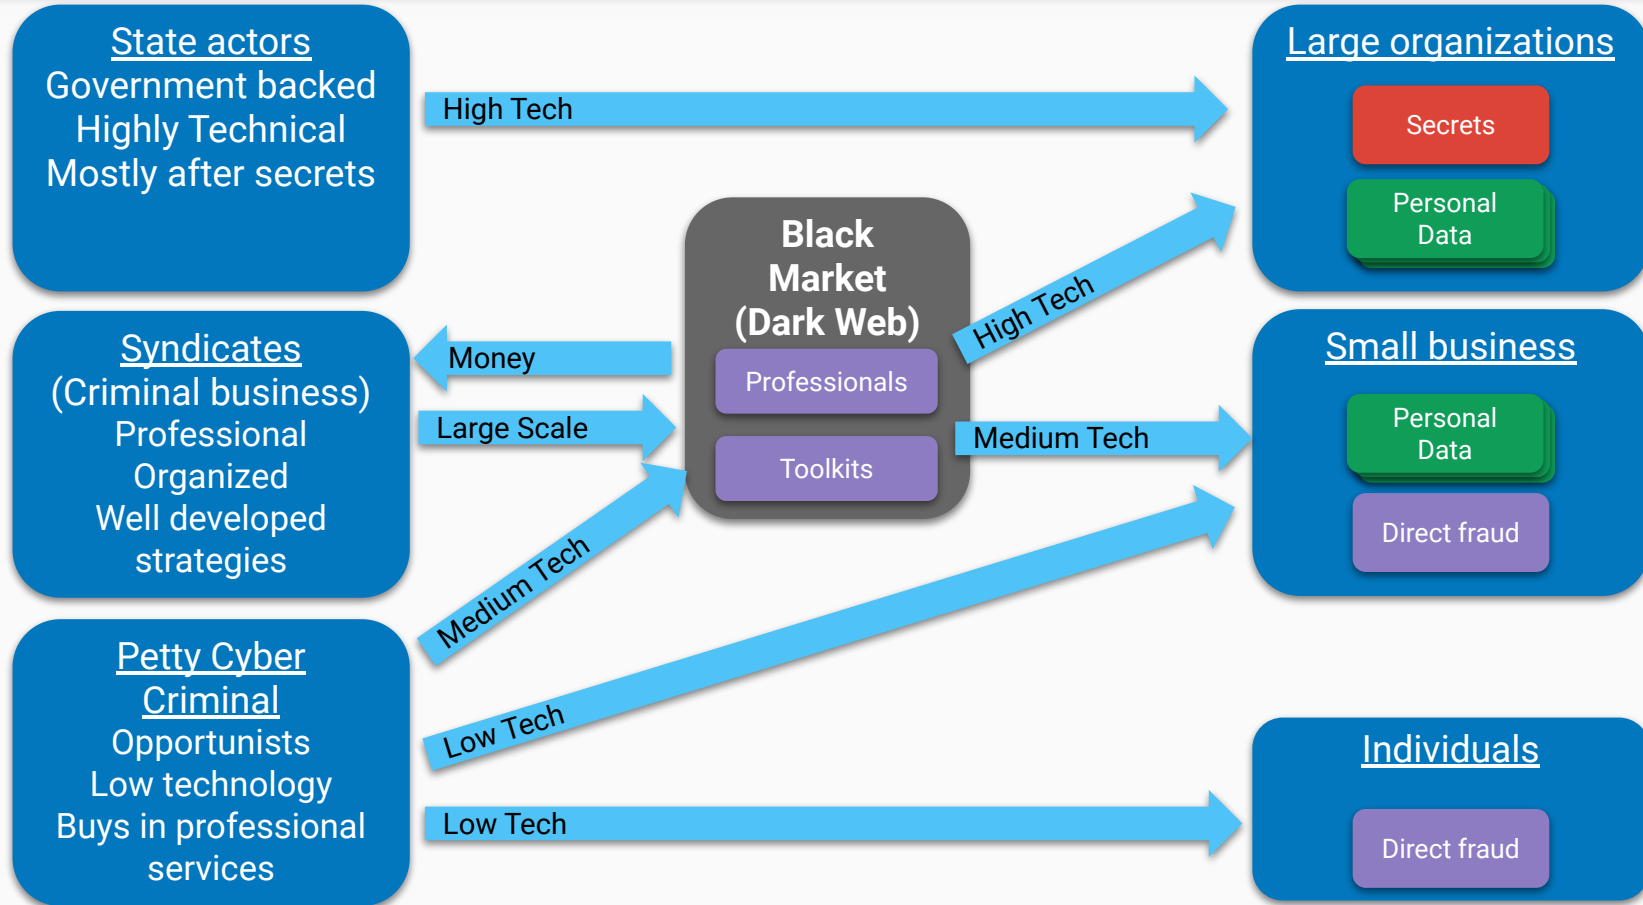 State actors
Government backed
Highly Technical
Mostly after secrets
High Tech
Large organizations
Secrets
Personal
Data
Black
Market
(Dark Web)
Professionals
Toolkits
High Tech
Syndicates
(Criminal business)
Professional
Organized
Well developed
strategies
Money
Large Scale
Medium Tech
Medium Tech
Small business
Personal
Data
Direct fraud
Petty Cyber
Criminal
Opportunists
Low technology
Buys in professional
services
Low Tech
Low Tech
Individuals
Direct fraud